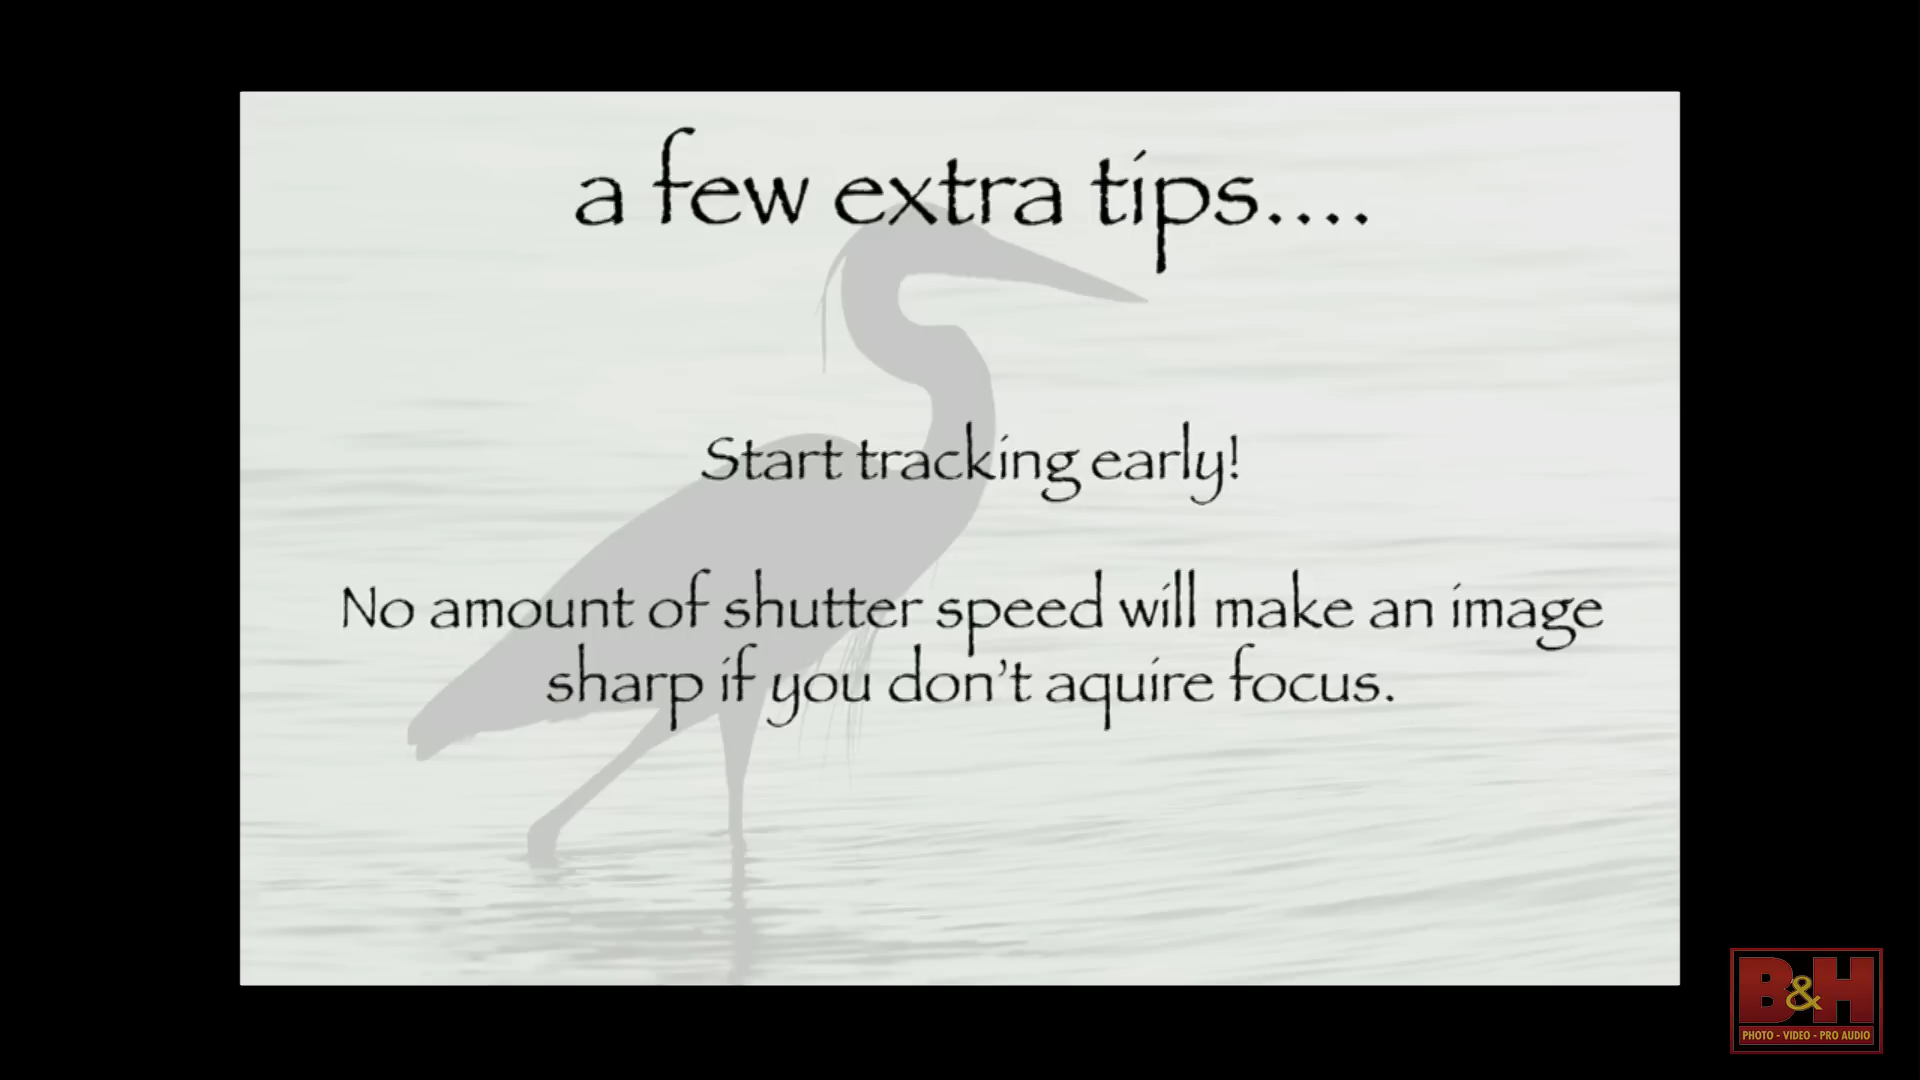 a few extra tips....
Start tracking early!
No amount of shutter speed will make an image
sharp if you don't aquire focus.
B&H
PHOTO - VIDEO - PRO AUDIO